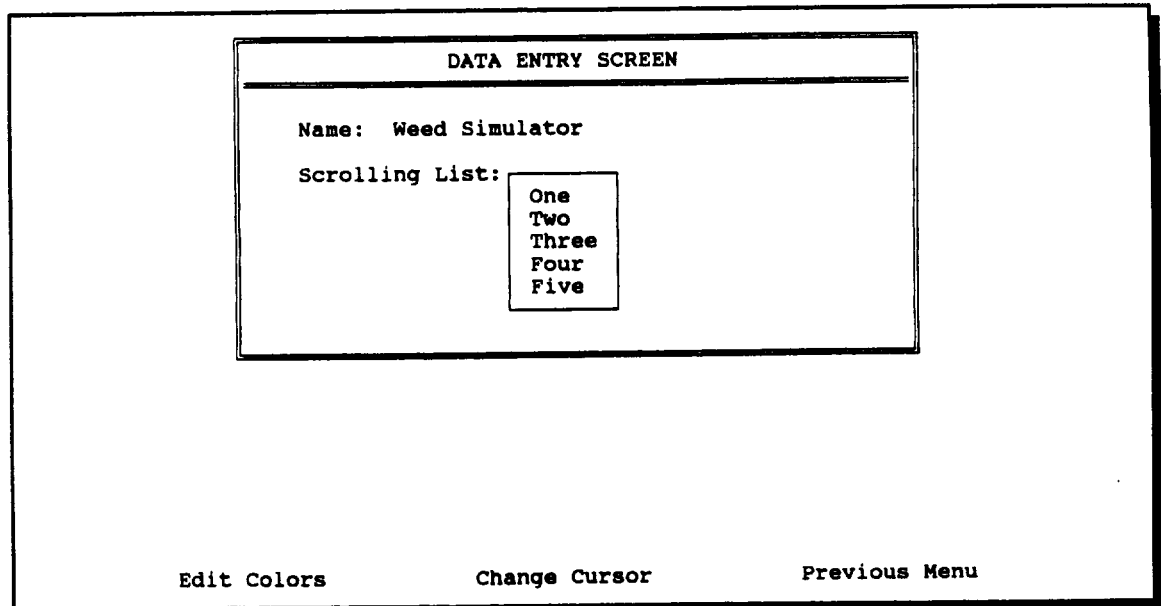 DATA ENTRY SCREEN
Name: Weed Simulator
Scrolling List:
One
Two
Three
Four
Five
Edit Colors Change Cursor Previous Menu